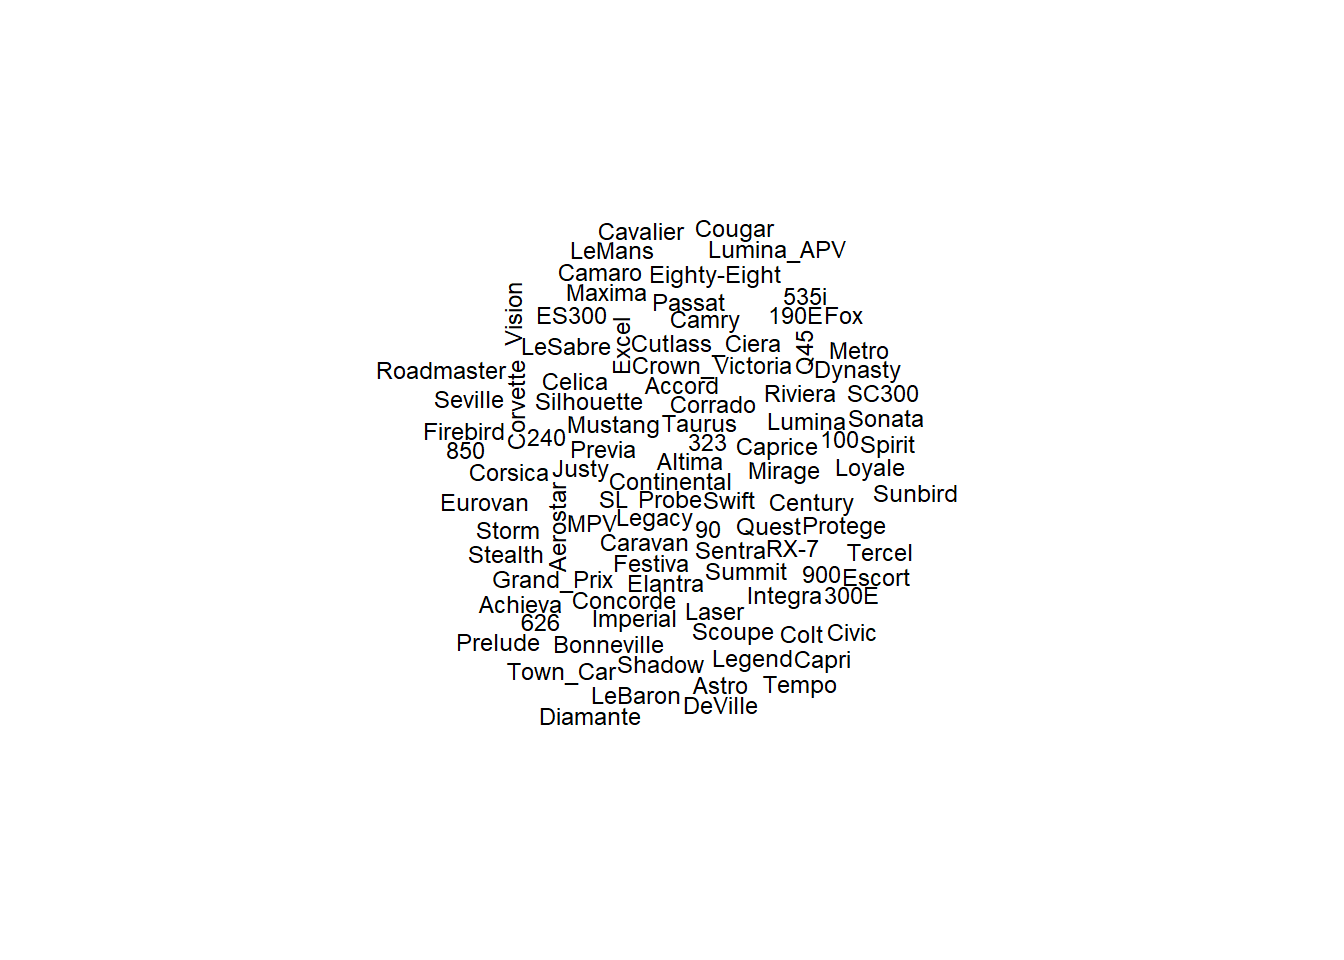 Cavalier Cougar
LeMans Lumina_APV
Camaro Eighty-Eight
Maxima Passat 535i
Vision ES300 Camry 190E Fox
LeSabre Excel Cutlass_Ciera Q45 Metro
Roadmaster Crown_Victoria Dynasty
Corvette Celica Accord Riviera SC300
Seville Silhouette Corrado
Firebird Mustang Taurus Lumina Sonata
850 240 Previa 323 Caprice 100 Spirit
Corsica Justy Altima Mirage Loyale
Continental
Eurovan SL Probe Swift Century Sunbird
Aerostar
Storm MPV Legacy 90 Quest Protege
Stealth Caravan Sentra RX-7 Tercel
Festiva Summit 900 Escort
Grand_Prix Elantra Integra 300E
Achieva Concorde Laser
626 Imperial
Prelude Bonneville Scoupe Colt Civic
Town_Car Shadow Legend Capri
LeBaron Astro Tempo
Diamante DeVille